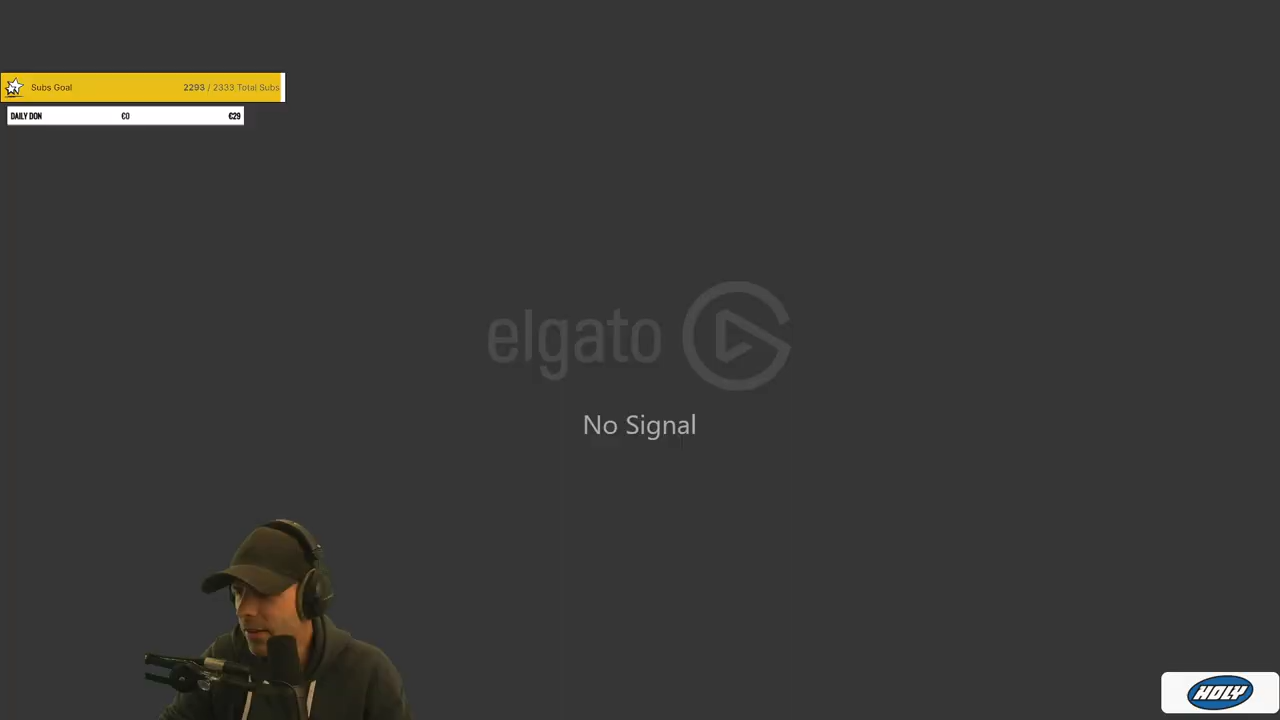 Subs Goal 2293 / 2333 Total Subs
DAILY DON €0 €29
elgato
No Signal
HOLY